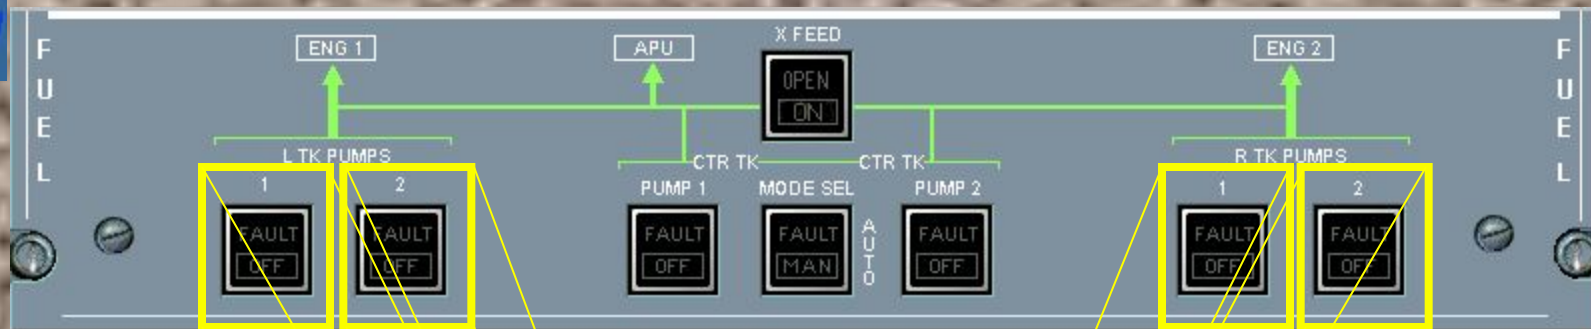 FUEL
FUEL
ENG 1
APU
X FEED
ENG 2
OPEN
ON
L TK PUMPS
CTR TK
CTR TK
R TK PUMPS
1
2
PUMP 1
MODE SEL
PUMP 2
1
2
FAULT
OFF
FAULT
OFF
FAULT
OFF
FAULT
MAN
AUTO
FAULT
OFF
FAULT
OFF
FAULT
OFF